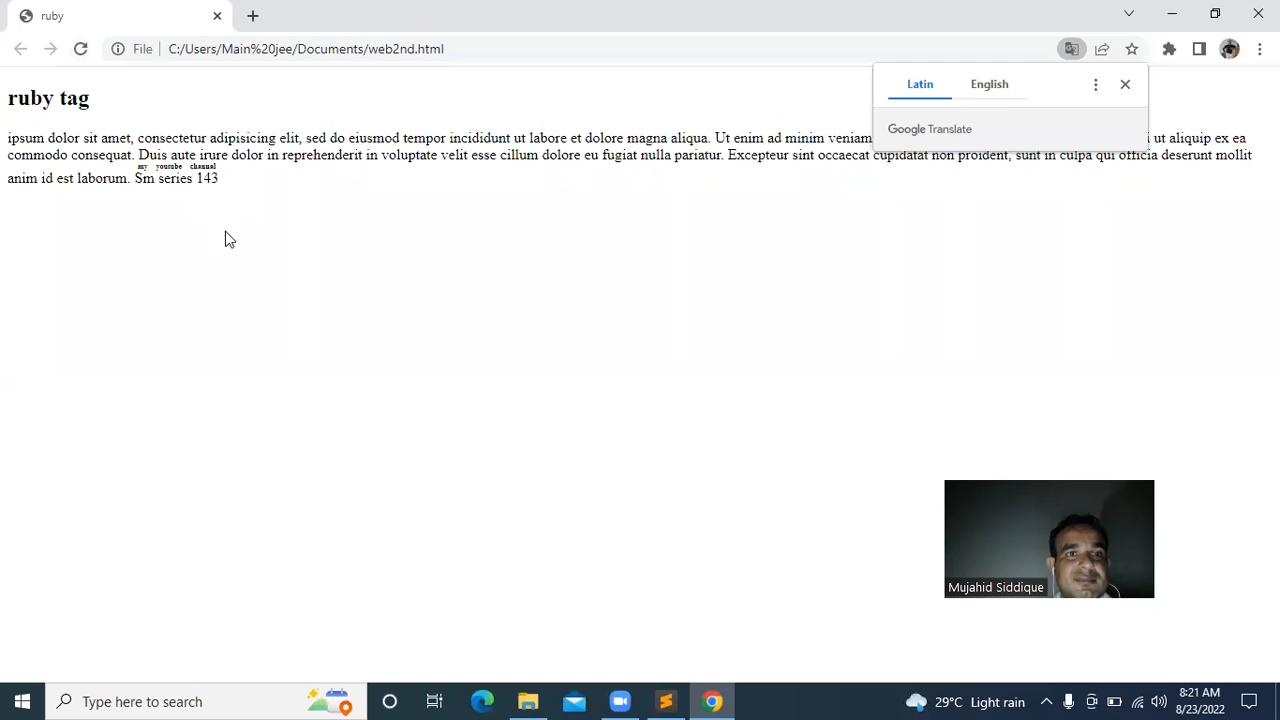 ruby
File
C:/Users/Main%20jee/Documents/web2nd.html
Latin
English
Google Translate
ruby tag
ipsum dolor sit amet, consectetur adipisicing elit, sed do eiusmod tempor incididunt ut labore et dolore magna aliqua. Ut enim ad minim veniam ut aliquip ex ea
commodo consequat. Duis aute irure dolor in reprehenderit in voluptate velit esse cillum dolore eu fugiat nulla pariatur. Excepteur sint occaecat cupidatat non proident, sunt in culpa qui officia deserunt mollit
my yourube channal
anim id est laborum. Sm series 143
Mujahid Siddique
Type here to search
29°C Light rain
8:21 AM
8/23/2022